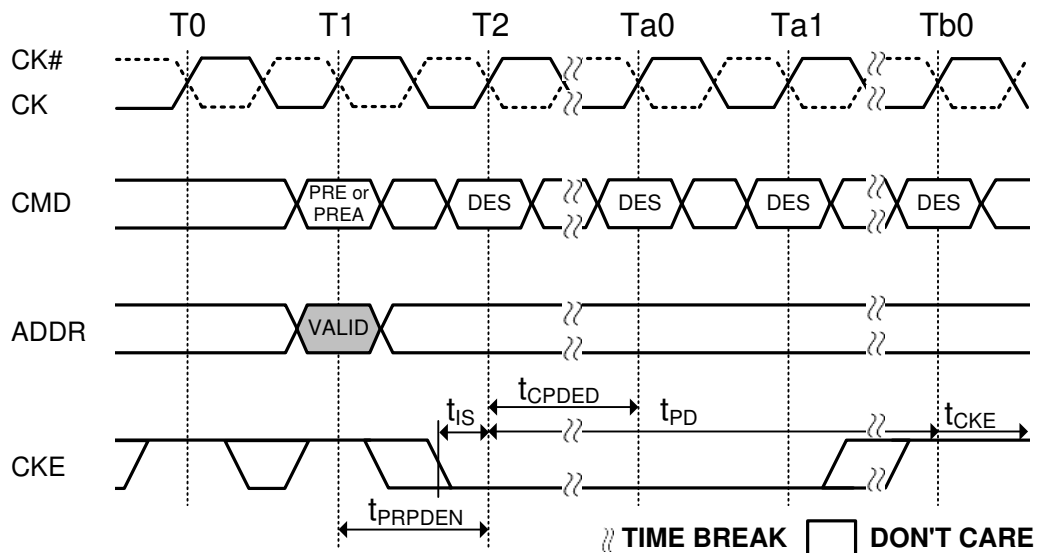 T0 T1 T2 Ta0 Ta1 Tb0
CK#
CK
CMD
PRE or
PREA
DES DES DES DES
ADDR
VALID
tIS tCPDED tPD tCKE
CKE
tPRPDEN
TIME BREAK DON'T CARE